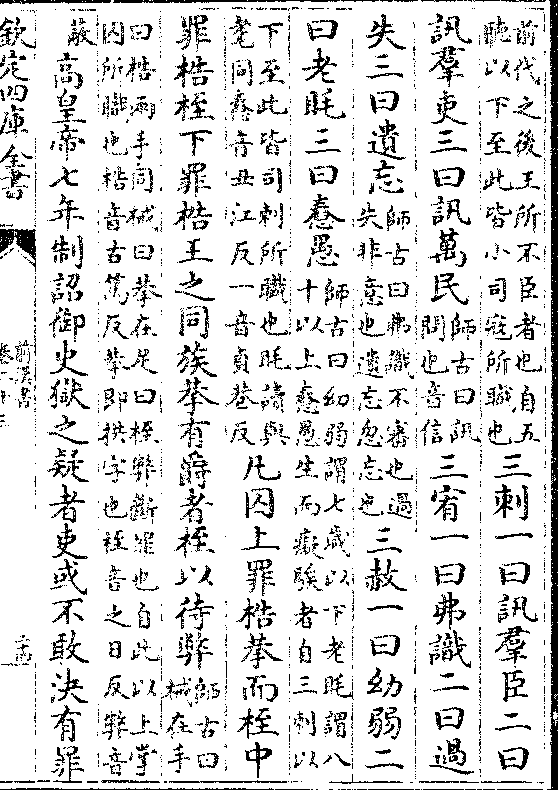 前代之後王所不臣者也自五
聽以下至此皆小司寇所職也
三刺一曰訊羣臣二曰
訊羣吏三曰訊萬民
師古曰訊
問也音信
三宥一曰弗識二曰過
失三曰遺忘
師古曰弗識不審也過
失非意也遺忘忽忘也
三赦一曰幼弱二
曰老眊三曰惷愚
師古曰幼弱謂七歲以下老眊謂八
十以上惷愚生而癡騃者自三刺以
下至此皆司刺所職也眊讀與
耄同惷音丑江反一音貞巷反
凡囚上罪梏拲而桎中
罪梏桎下罪梏王之同族拲有爵者桎以待弊
師古曰
械在手
曰梏兩手同械曰拲在足曰桎弊斷罪也自此以上掌
囚所職也梏音古篤反拲即拱字也桎音之日反弊音
蔽
高皇帝七年制詔御史獄之疑者吏或不敢決有罪
欽定四庫全書
前漢書
卷二十三